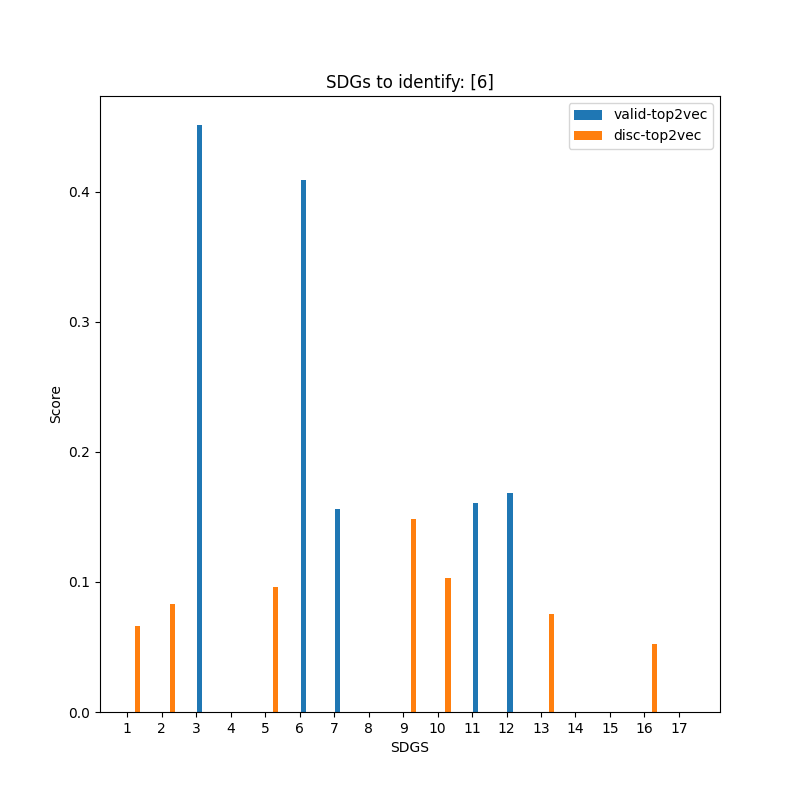 SDGs to identify: [6]
valid-top2vec
disc-top2vec
0.4
0.3
0.2
0.1
0.0
Score
1 2 3 4 5 6 7 8 9 10 11 12 13 14 15 16 17
SDGS